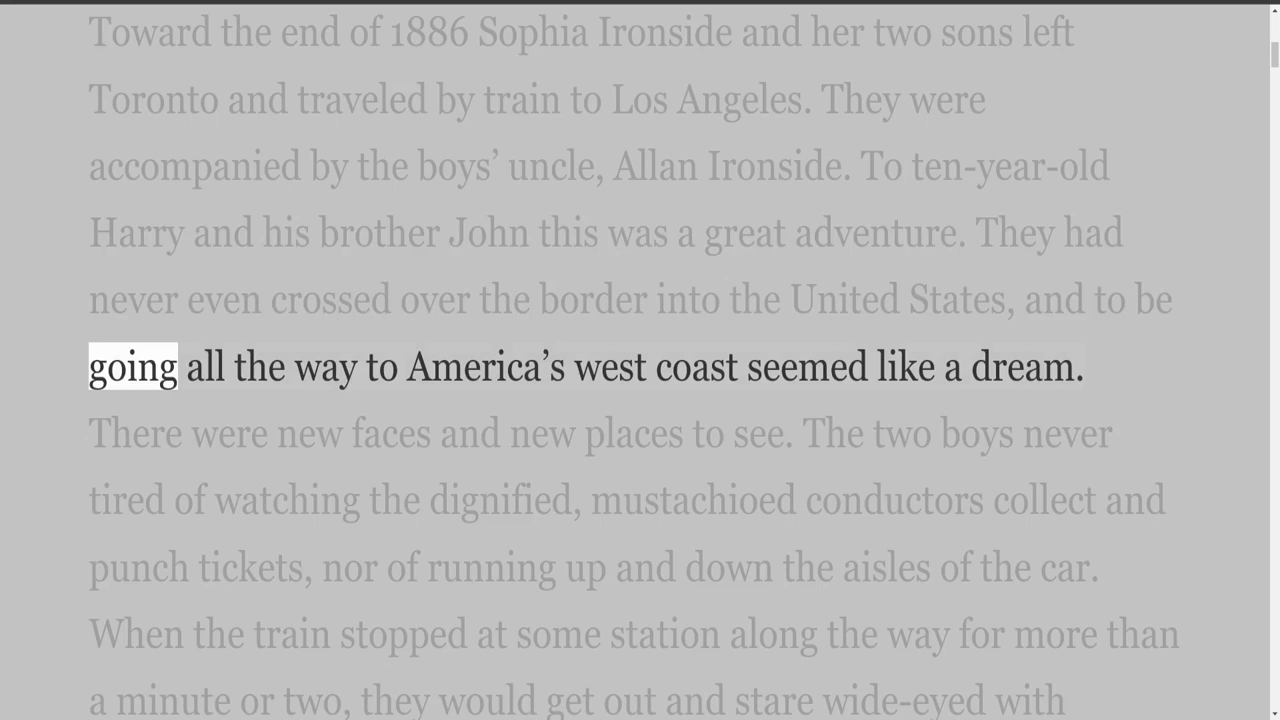 Toward the end of 1886 Sophia Ironside and her two sons left
Toronto and traveled by train to Los Angeles. They were
accompanied by the boys’ uncle, Allan Ironside. To ten-year-old
Harry and his brother John this was a great adventure. They had
never even crossed over the border into the United States, and to be
going all the way to America’s west coast seemed like a dream.
There were new faces and new places to see. The two boys never
tired of watching the dignified, mustachioed conductors collect and
punch tickets, nor of running up and down the aisles of the car.
When the train stopped at some station along the way for more than
a minute or two, they would get out and stare wide-eyed with